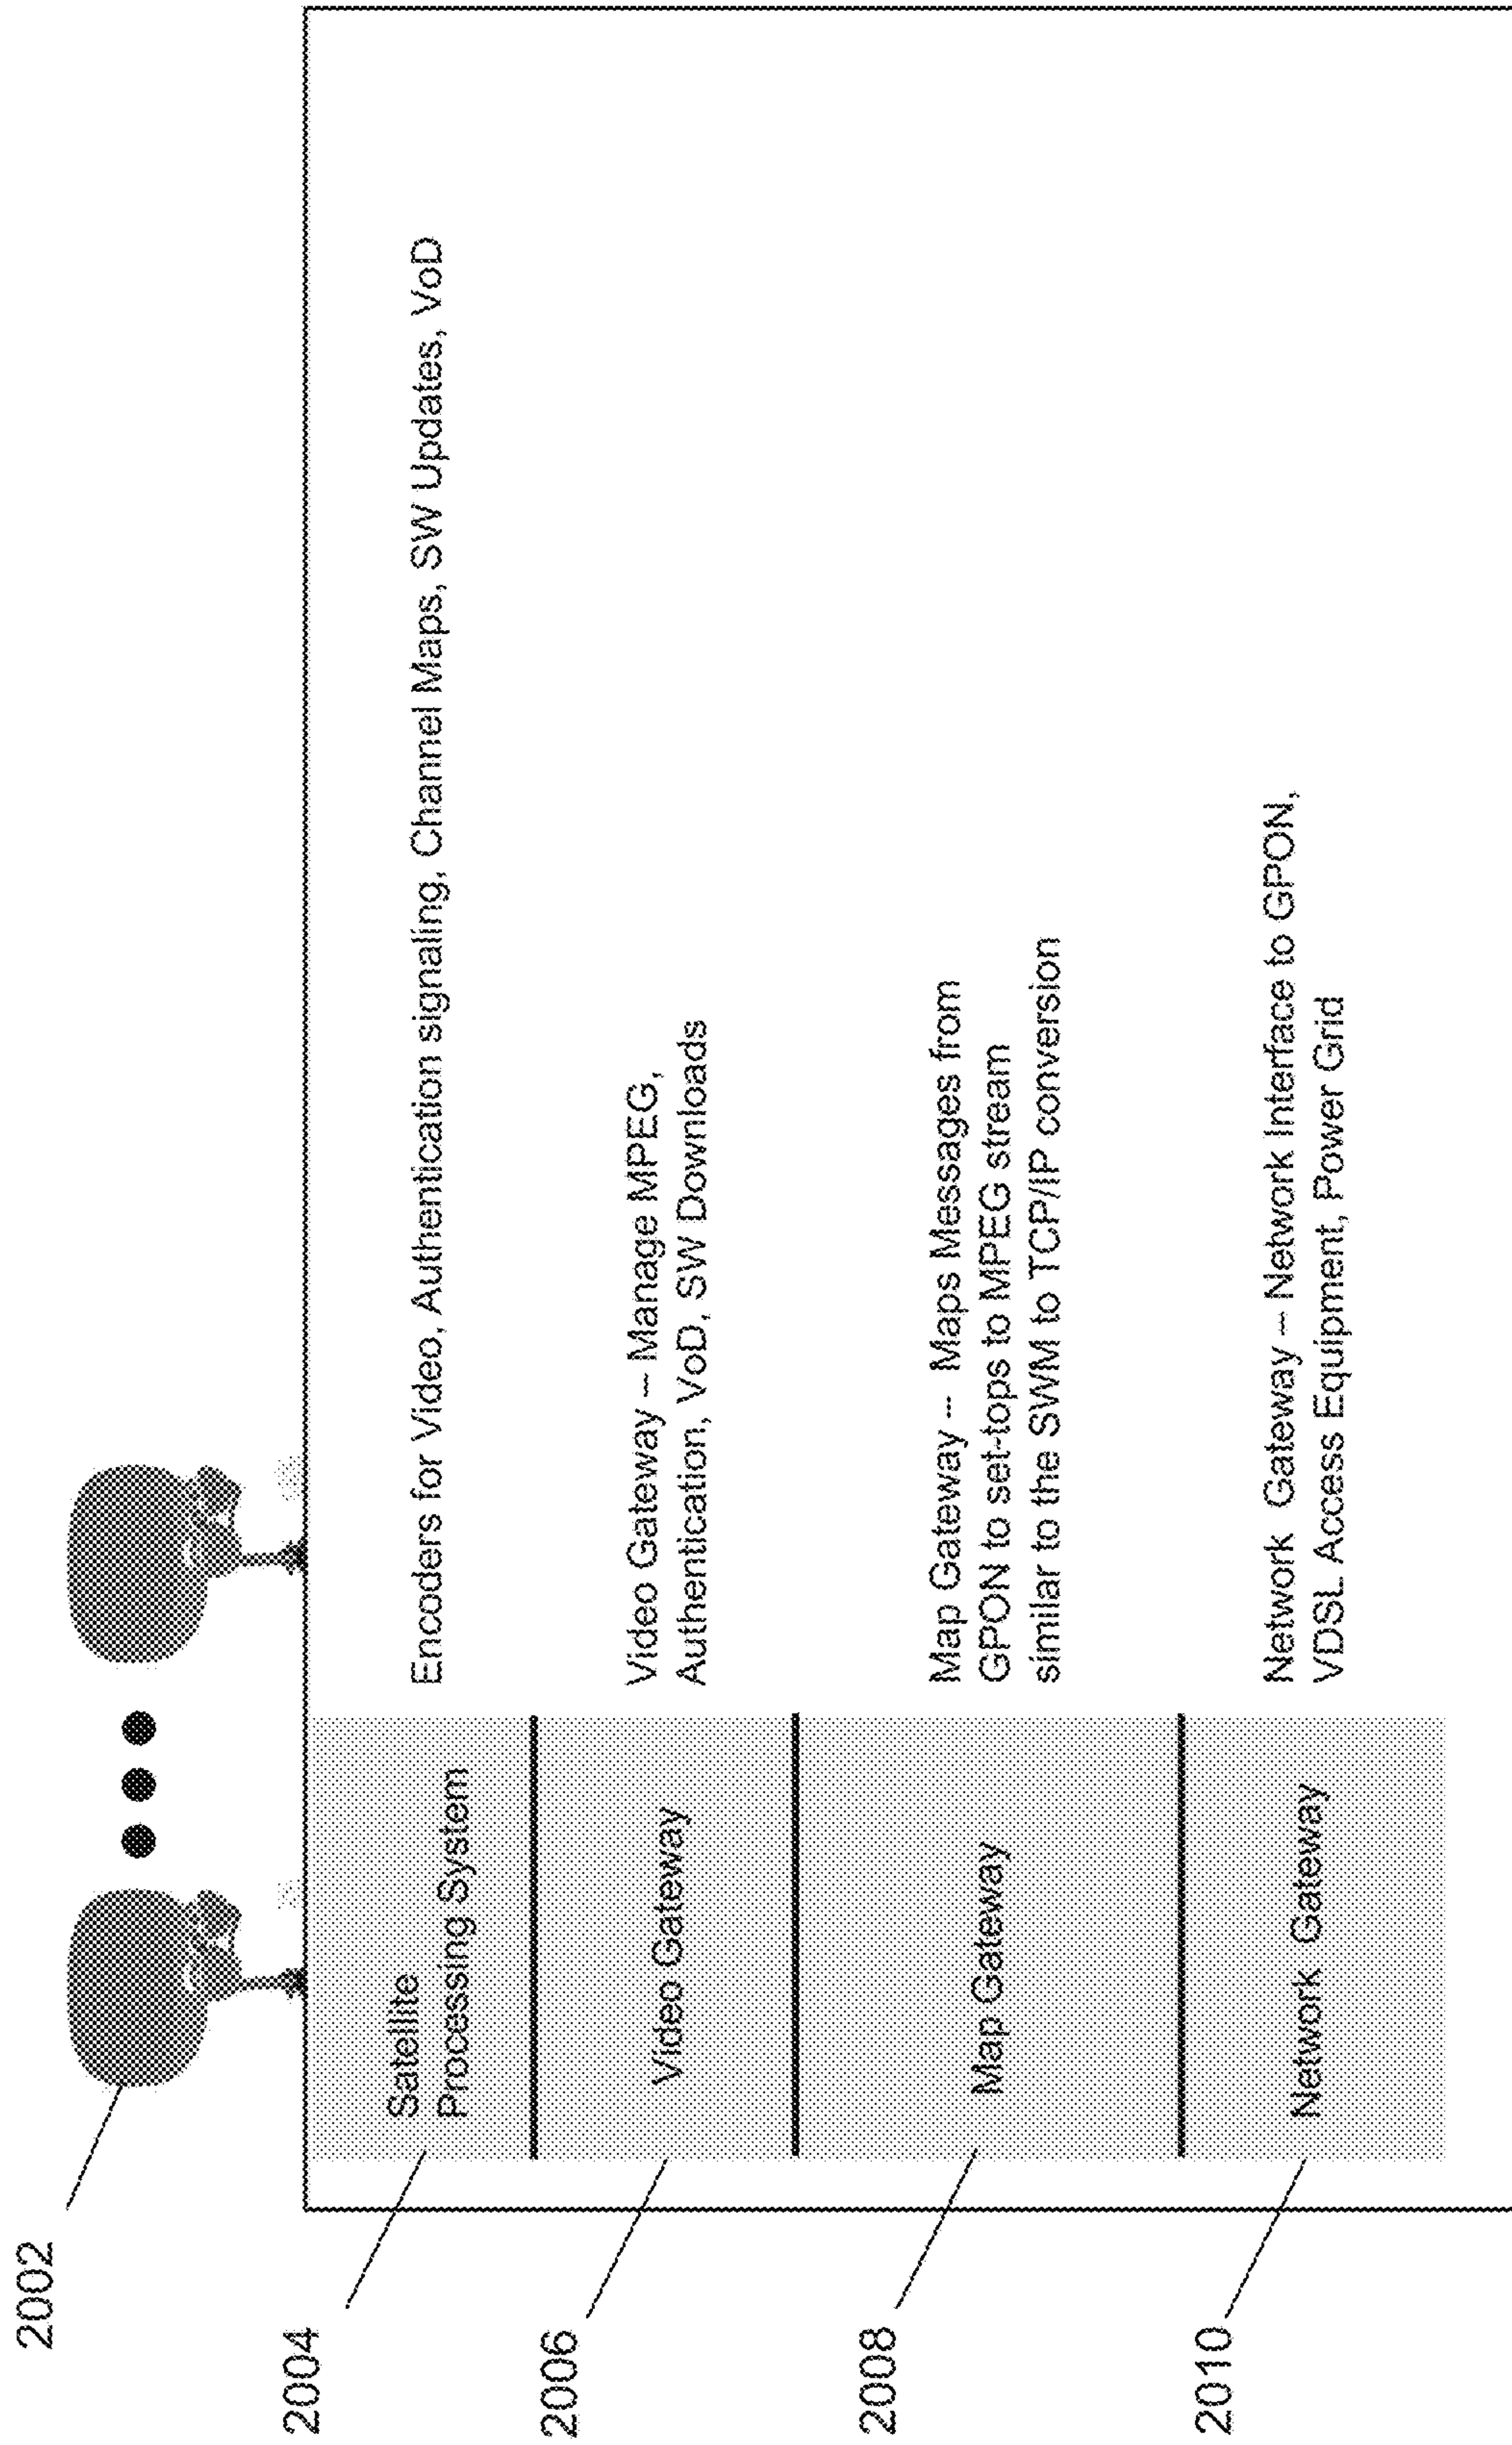 2002
2004
Satellite
Processing System
Encoders for Video, Authentication signaling, Channel Maps, SW Updates, VoD
2006
Video Gateway
Video Gateway -- Manage MPEG,
Authentication, VoD, SW Downloads
2008
Map Gateway
Map Gateway -- Maps Messages from
GPON to set-tops to MPEG stream
similar to the SWM to TCP/IP conversion
2010
Network Gateway
Network Gateway -- Network Interface to GPON,
VDSL Access Equipment, Power Grid